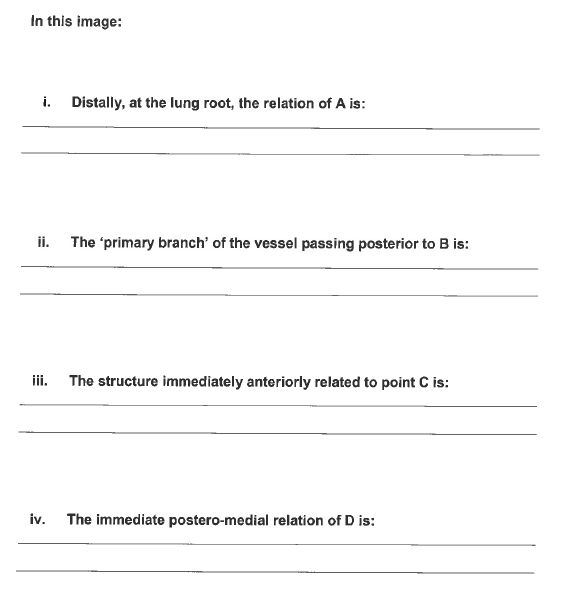 In this image:
i. Distally, at the lung root, the relation of A is:
ii. The 'primary branch' of the vessel passing posterior to B is:
iii. The structure immediately anteriorly related to point C is:
iv. The immediate postero-medial relation of D is: